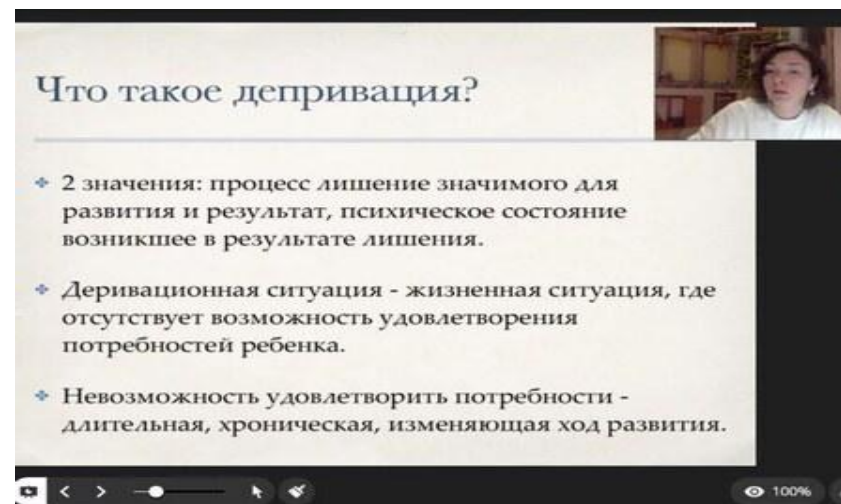 Что такое депривация?
2 значения: процесс лишение значимого для
развития и результат, психическое состояние
возникшее в результате лишения.
Деривационная ситуация - жизненная ситуация, где
отсутствует возможность удовлетворения
потребностей ребенка.
Невозможность удовлетворить потребности -
длительная, хроническая, изменяющая ход развития.
100%